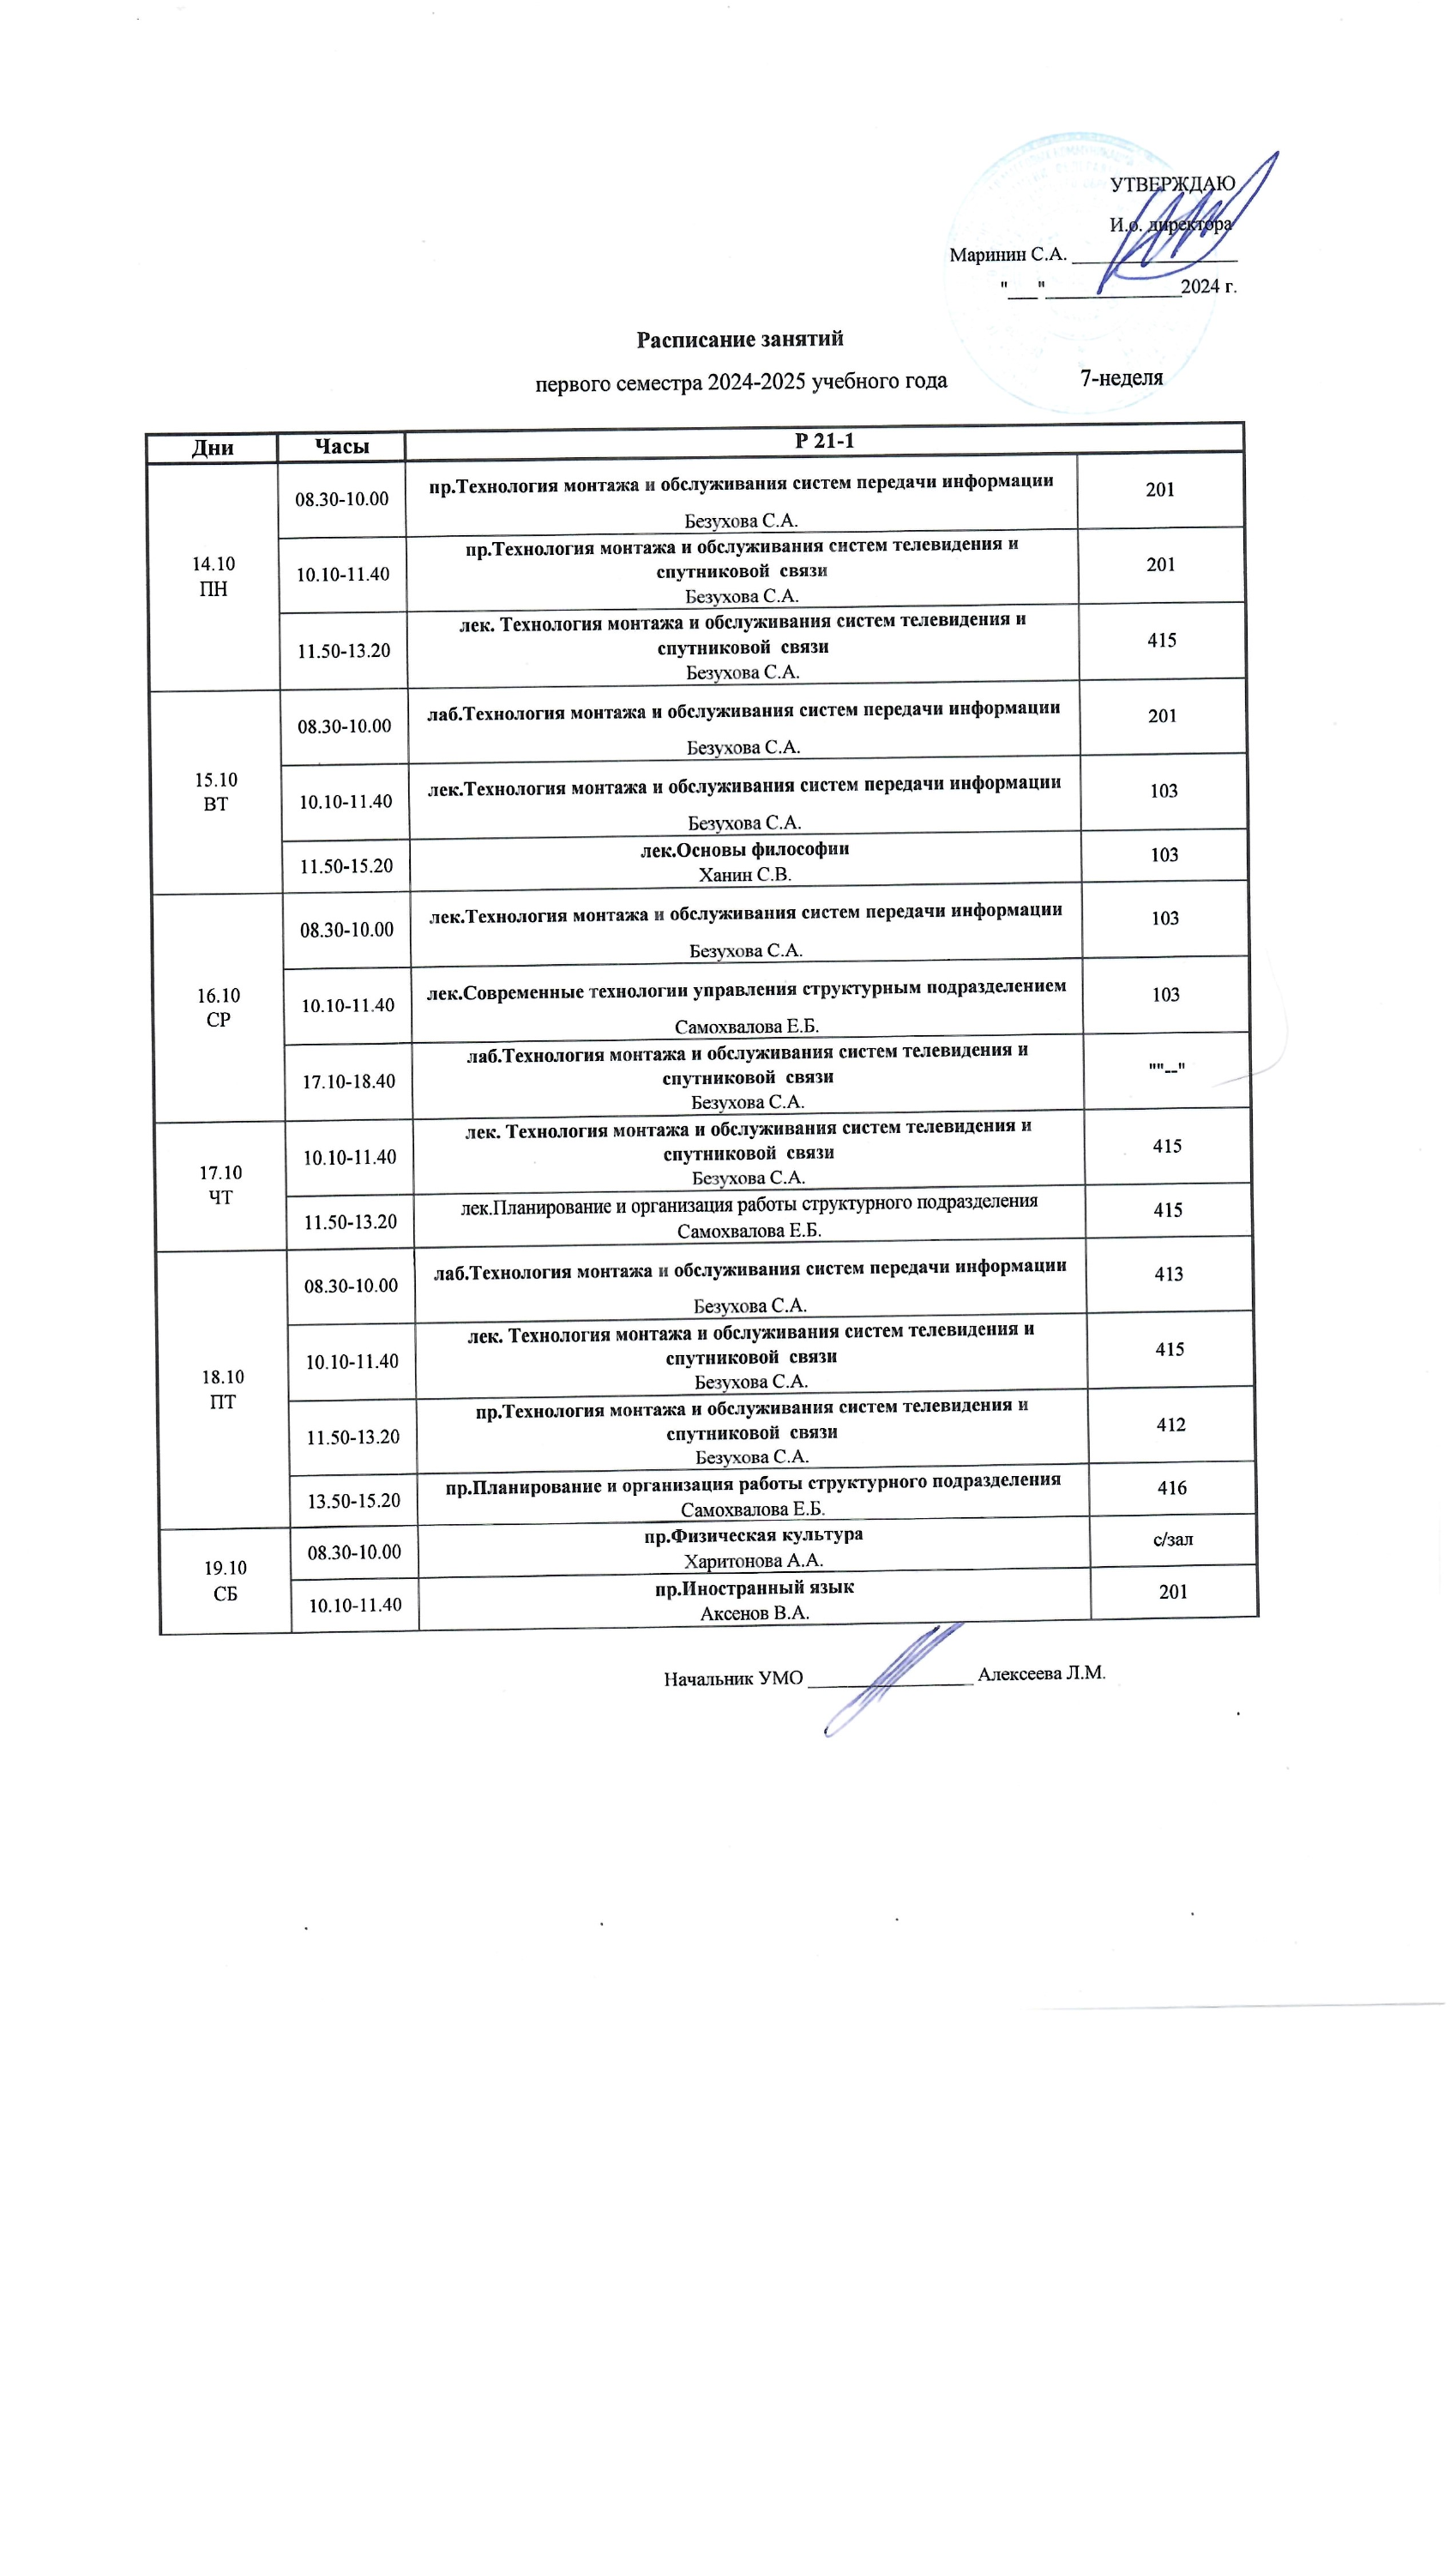 УТВЕРЖДАЮ
И.о. директора
Маринин С.А. _________________
"___"______________2024 г.
Расписание занятий
первого семестра 2024-2025 учебного года 7-неделя
Дни Часы Р 21-1
14.10
ПН
08.30-10.00
пр.Технология монтажа и обслуживания систем передачи информации
Безухова С.А.
201
10.10-11.40
пр.Технология монтажа и обслуживания систем телевидения и
спутниковой связи
Безухова С.А.
201
11.50-13.20
лек. Технология монтажа и обслуживания систем телевидения и
спутниковой связи
Безухова С.А.
415
15.10
ВТ
08.30-10.00
лаб.Технология монтажа и обслуживания систем передачи информации
Безухова С.А.
201
10.10-11.40
лек.Технология монтажа и обслуживания систем передачи информации
Безухова С.А.
103
11.50-15.20
лек.Основы философии
Ханин С.В.
103
16.10
СР
08.30-10.00
лек.Технология монтажа и обслуживания систем передачи информации
Безухова С.А.
103
10.10-11.40
лек.Современные технологии управления структурным подразделением
Самохвалова Е.Б.
103
17.10-18.40
лаб.Технология монтажа и обслуживания систем телевидения и
спутниковой связи
Безухова С.А.
""--"
17.10
ЧТ
10.10-11.40
лек. Технология монтажа и обслуживания систем телевидения и
спутниковой связи
Безухова С.А.
415
11.50-13.20
лек.Планирование и организация работы структурного подразделения
Самохвалова Е.Б.
415
18.10
ПТ
08.30-10.00
лаб.Технология монтажа и обслуживания систем передачи информации
Безухова С.А.
413
10.10-11.40
лек. Технология монтажа и обслуживания систем телевидения и
спутниковой связи
Безухова С.А.
415
11.50-13.20
пр.Технология монтажа и обслуживания систем телевидения и
спутниковой связи
Безухова С.А.
412
13.50-15.20
пр.Планирование и организация работы структурного подразделения
Самохвалова Е.Б.
416
19.10
СБ
08.30-10.00
пр.Физическая культура
Харитонова А.А.
с/зал
10.10-11.40
пр.Иностранный язык
Аксенов В.А.
201
Начальник УМО _________________ Алексеева Л.М.